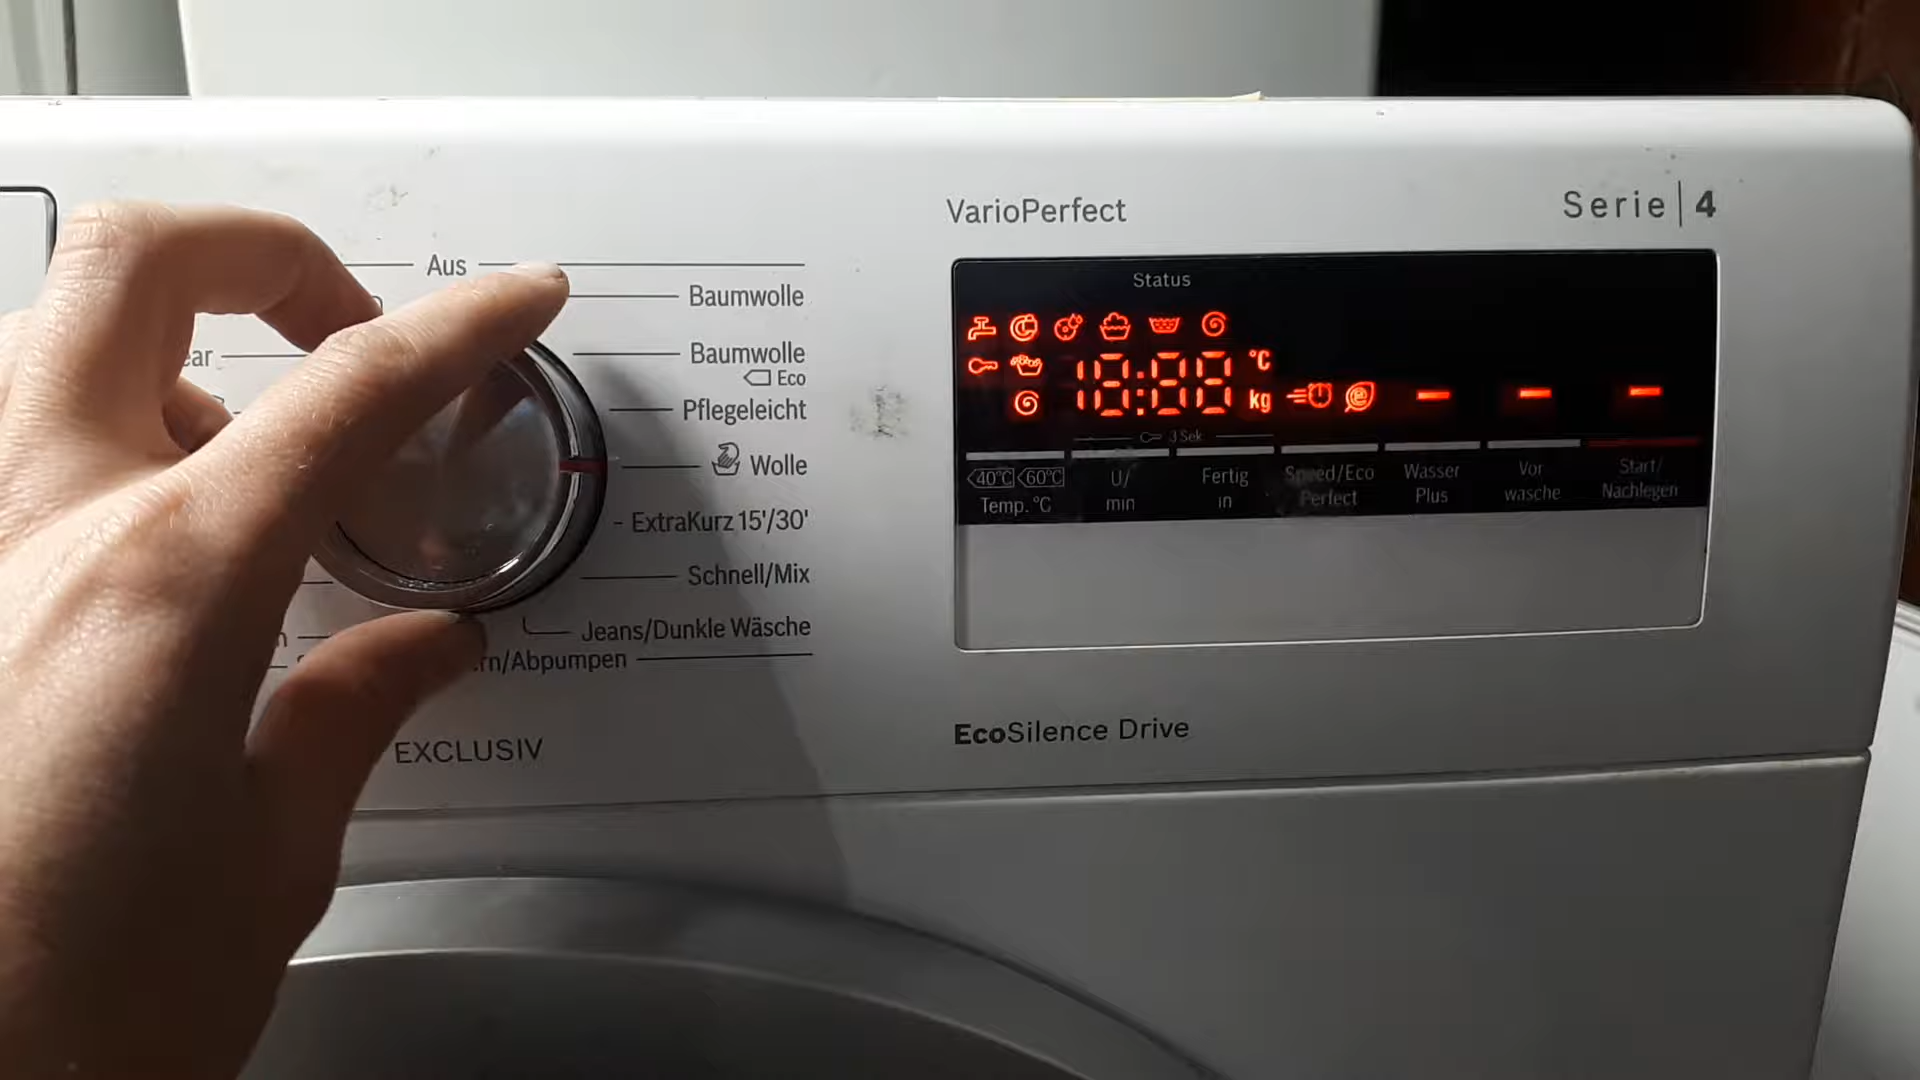 VarioPerfect
Serie 4
Aus
Baumwolle
Baumwolle
Eco
Pflegeleicht
Wolle
ExtraKurz 15'/30'
Schnell/Mix
Jeans/Dunkle Wäsche
/Abpumpen
EXCLUSIV
Status
18:88 °C
kg
3 Sek
40°C 60°C
Temp. °C
U/
min
Fertig
in
Speed/Eco
Perfect
Wasser
Plus
Vor
wäsche
Start/
Nachlegen
EcoSilence Drive